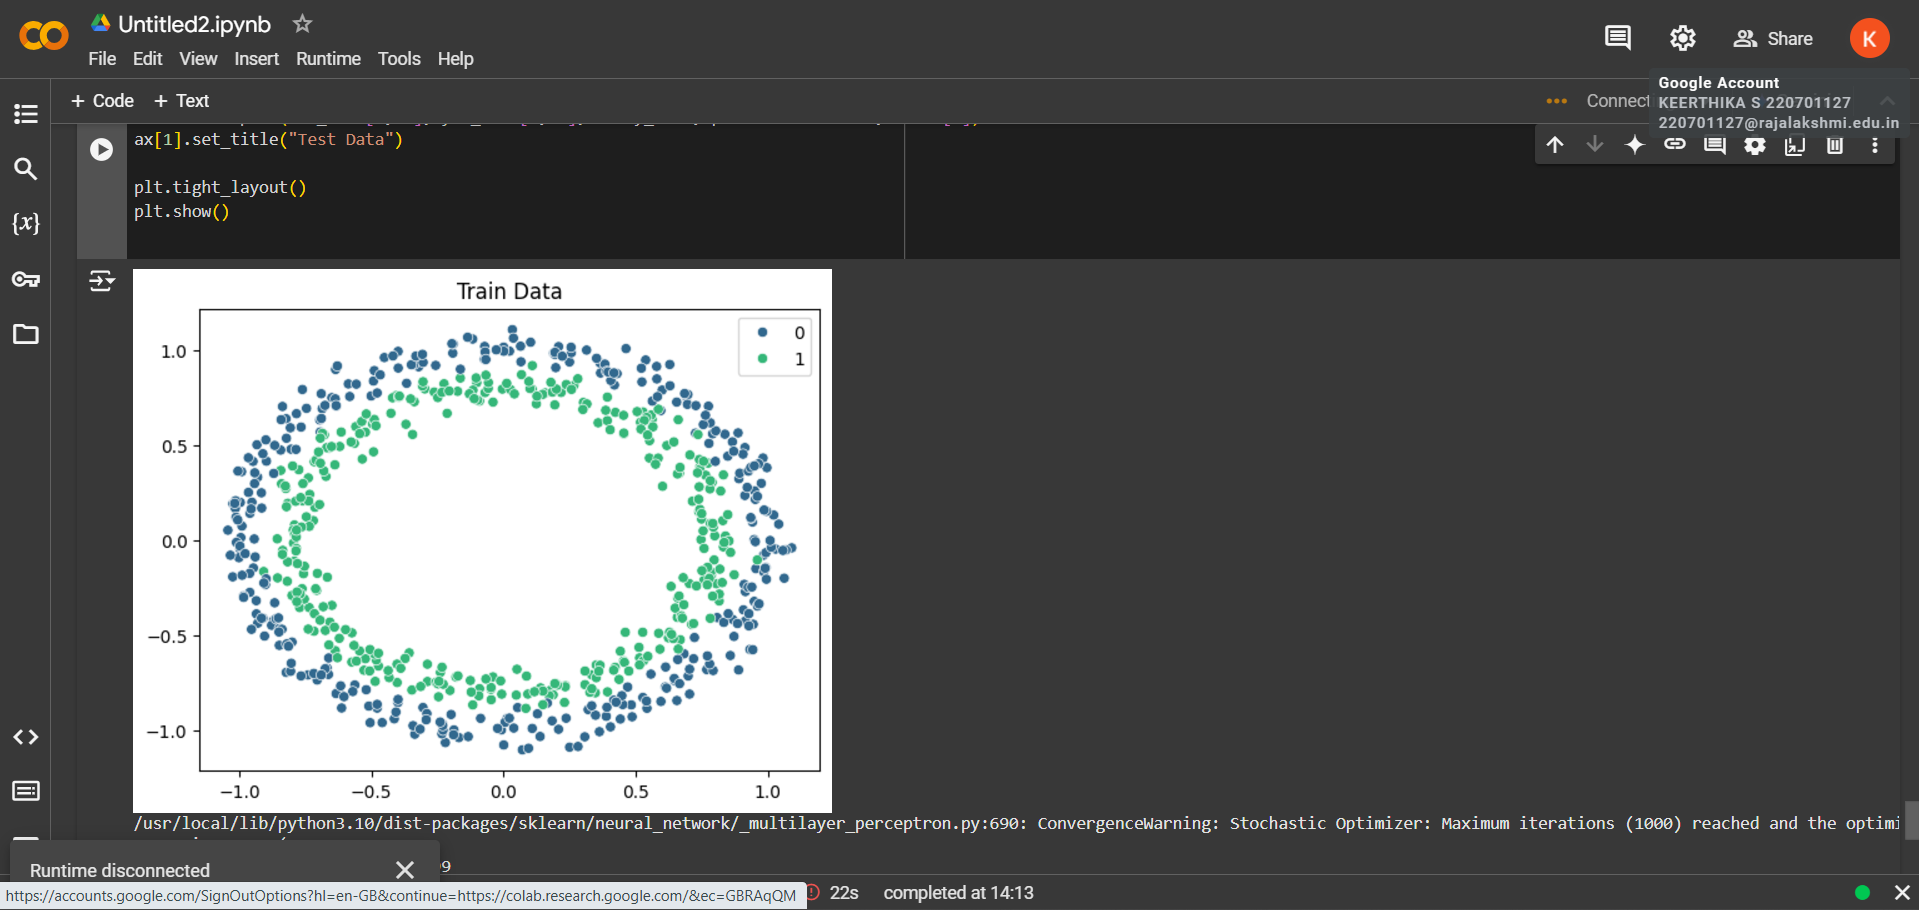 Untitled2.ipynb
File Edit View Insert Runtime Tools Help
Share
K
+ Code + Text
Connecti
Google Account
KEERTHIKA S 220701127
220701127@rajalakshmi.edu.in
ax[1].set_title("Test Data")
plt.tight_layout()
plt.show()
{x}
Train Data
0
1
1.0
0.5
0.0
−0.5
−1.0
−1.0 −0.5 0.0 0.5 1.0
/usr/local/lib/python3.10/dist-packages/sklearn/neural_network/_multilayer_perceptron.py:690: ConvergenceWarning: Stochastic Optimizer: Maximum iterations (1000) reached and the optimi
9
Runtime disconnected
https://accounts.google.com/SignOutOptions?hl=en-GB&continue=https://colab.research.google.com/&ec=GBRAqQM
22s completed at 14:13